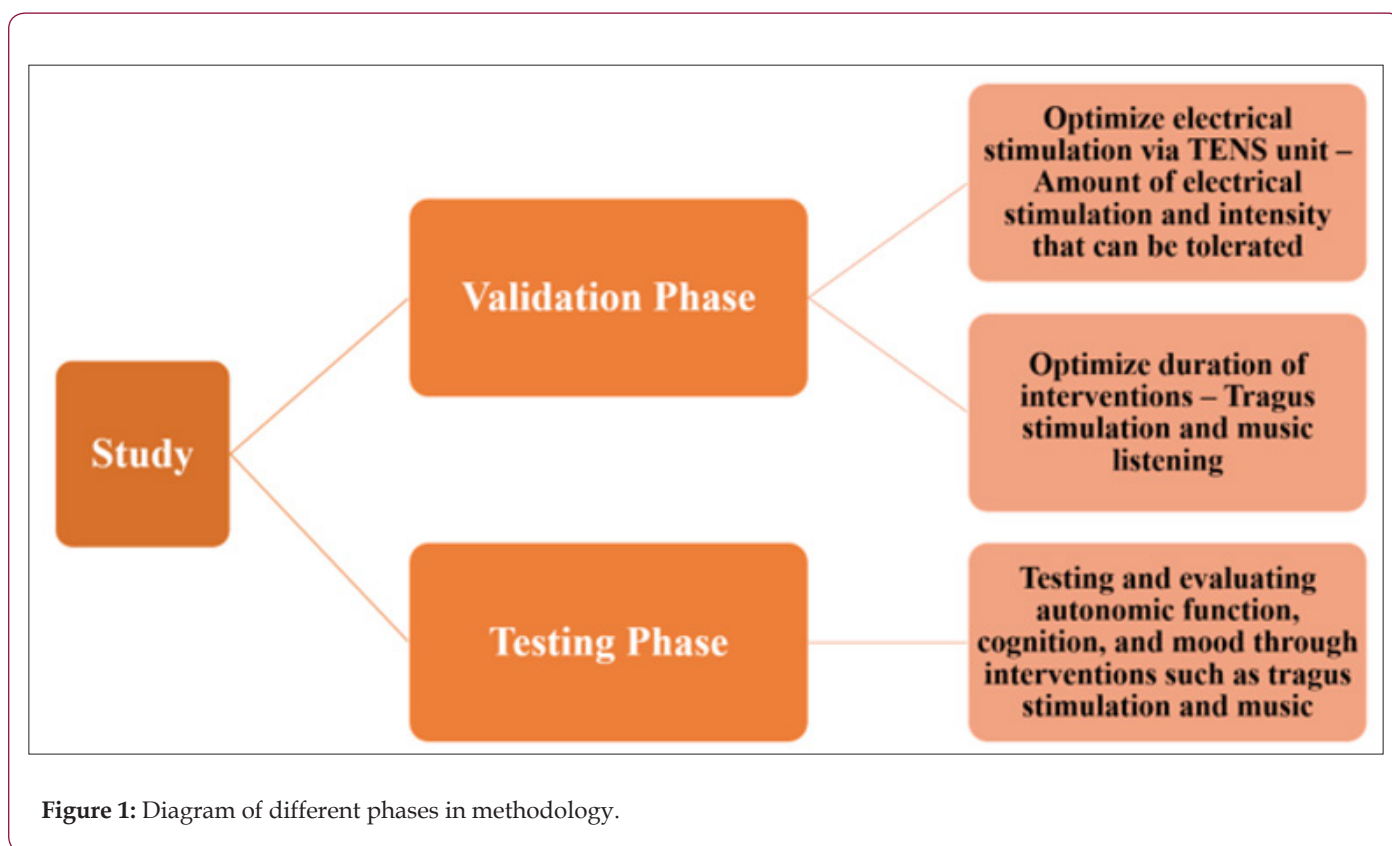 Study
Validation Phase
Testing Phase
Optimize electrical
stimulation via TENS unit –
Amount of electrical
stimulation and intensity
that can be tolerated
Optimize duration of
interventions – Tragus
stimulation and music
listening
Testing and evaluating
autonomic function,
cognition, and mood through
interventions such as tragus
stimulation and music
Figure 1: Diagram of different phases in methodology.